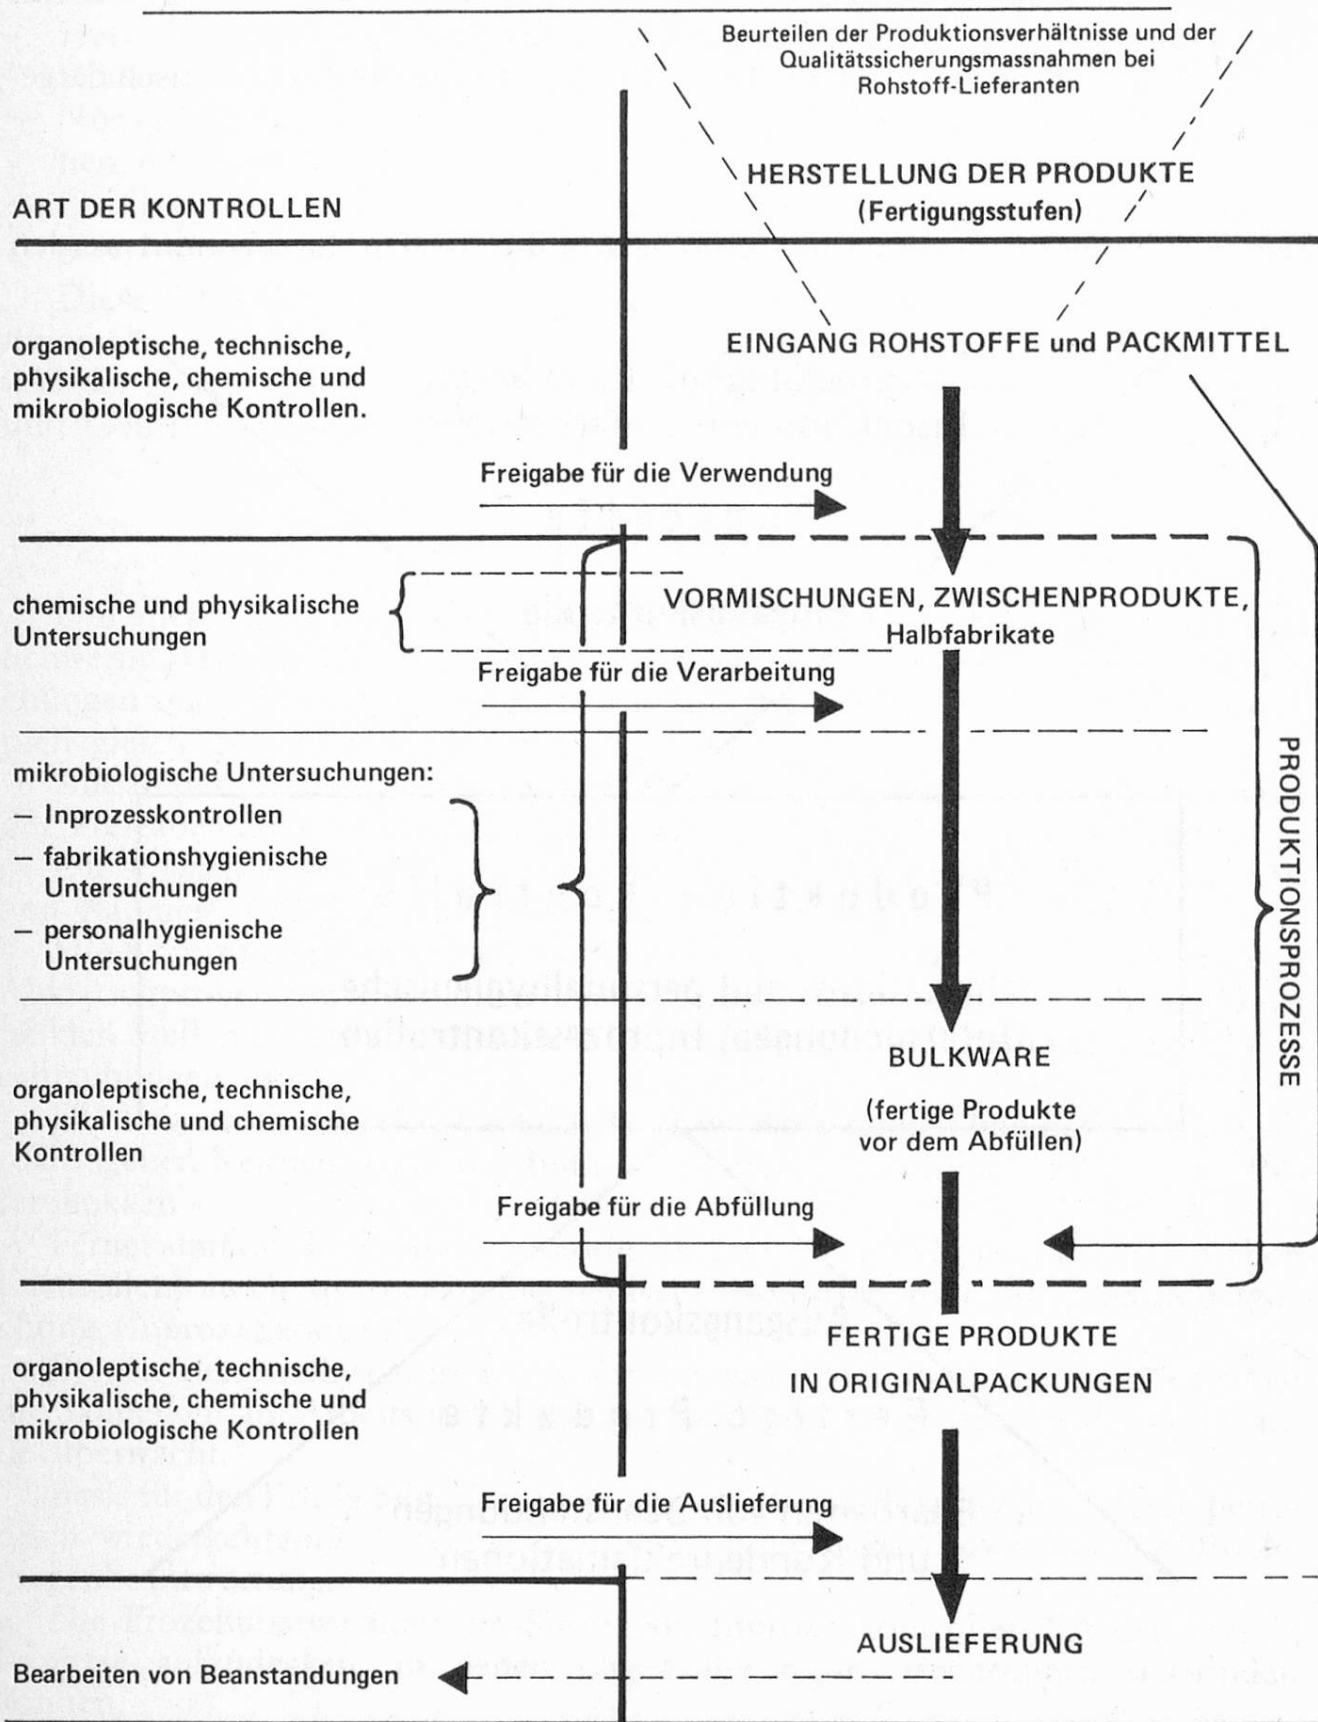 Beurteilen der Produktionsverhältnisse und der
Qualitätssicherungsmassnahmen bei
Rohstoff-Lieferanten
HERSTELLUNG DER PRODUKTE
(Fertigungsstufen)
ART DER KONTROLLEN
EINGANG ROHSTOFFE und PACKMITTEL
organoleptische, technische,
physikalische, chemische und
mikrobiologische Kontrollen.
Freigabe für die Verwendung
VORMISCHUNGEN, ZWISCHENPRODUKTE,
Halbfabrikate
chemische und physikalische
Untersuchungen
Freigabe für die Verarbeitung
PRODUKTIONSPROZESSE
mikrobiologische Untersuchungen:
– Inprozesskontrollen
– fabrikationshygienische
Untersuchungen
– personalhygienische
Untersuchungen
BULKWARE
(fertige Produkte
vor dem Abfüllen)
organoleptische, technische,
physikalische und chemische
Kontrollen
Freigabe für die Abfüllung
FERTIGE PRODUKTE
IN ORIGINALPACKUNGEN
organoleptische, technische,
physikalische, chemische und
mikrobiologische Kontrollen
Freigabe für die Auslieferung
AUSLIEFERUNG
Bearbeiten von Beanstandungen